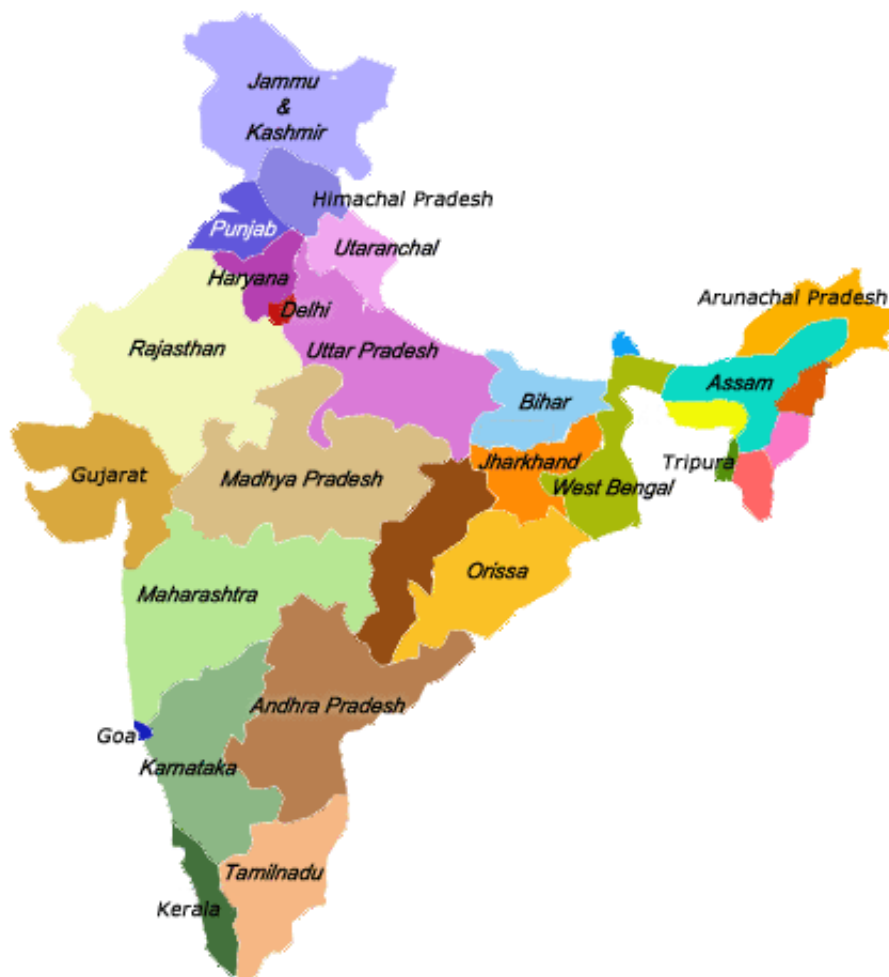 Jammu
&
Kashmir
Himachal Pradesh
Punjab
Utaranchal
Haryana
Arunachal Pradesh
Delhi
Rajasthan
Uttar Pradesh
Assam
Bihar
Jharkhand
Tripura
Gujarat
Madhya Pradesh
West Bengal
Orissa
Maharashtra
Andhra Pradesh
Goa
Karnataka
Tamilnadu
Kerala